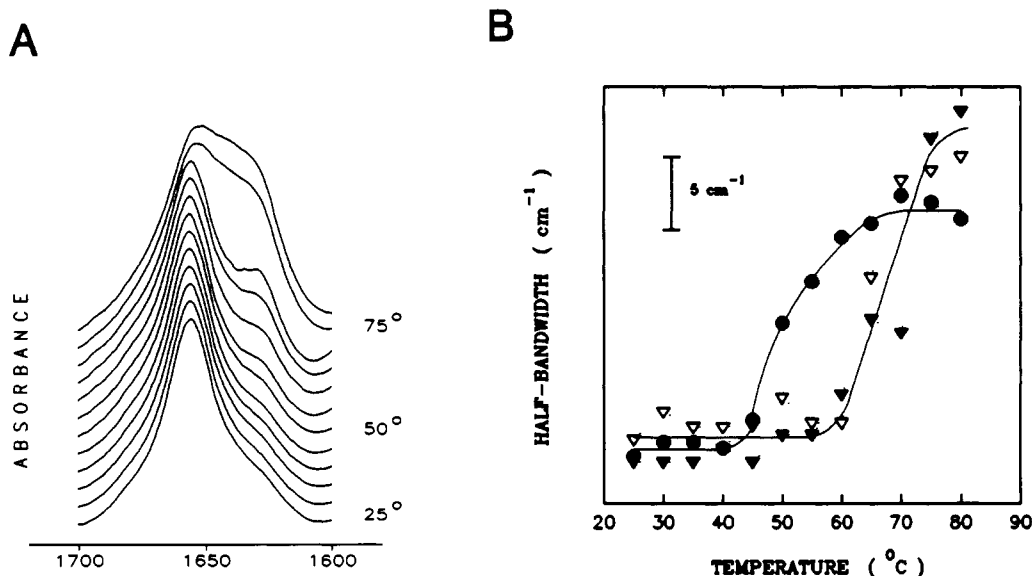 A
ABSORBANCE
75°
50°
25°
1700
1650
1600
B
HALF-BANDWIDTH ( cm⁻¹ )
5 cm⁻¹
20
30
40
50
60
70
80
90
TEMPERATURE ( °C )